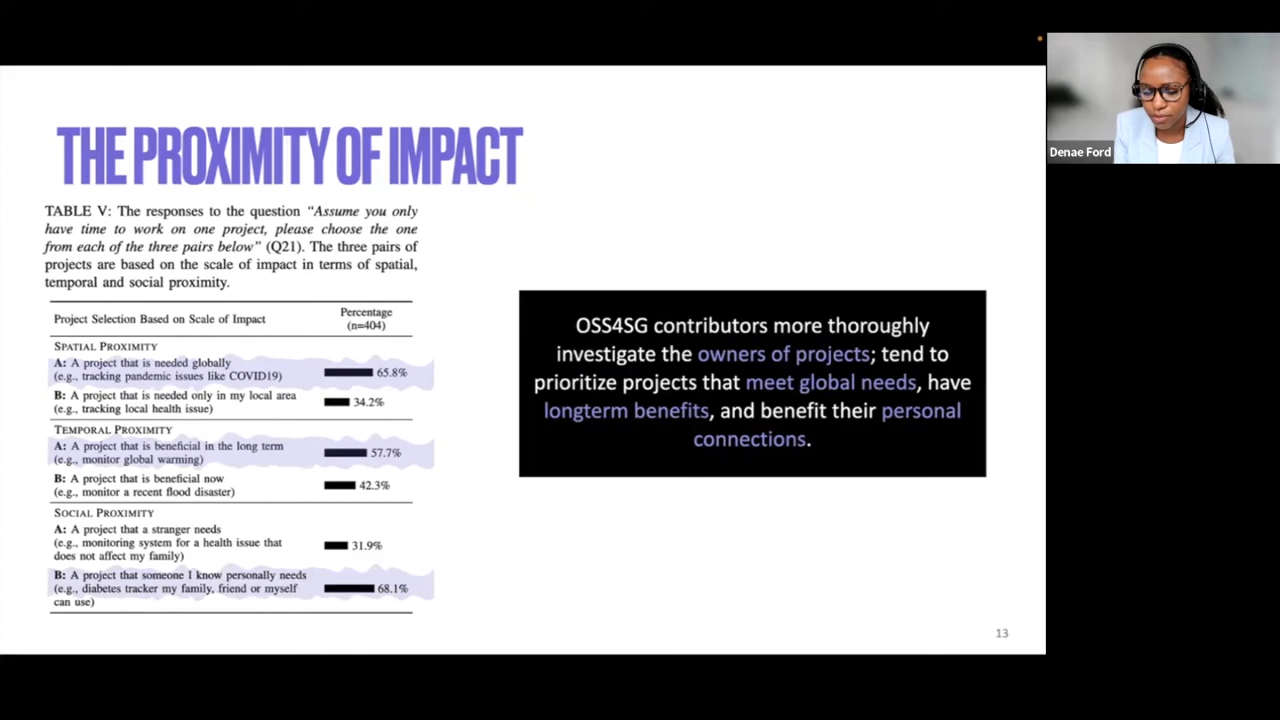 THE PROXIMITY OF IMPACT
TABLE V: The responses to the question “Assume you only
have time to work on one project, please choose the one
from each of the three pairs below” (Q21). The three pairs of
projects are based on the scale of impact in terms of spatial,
temporal and social proximity.
Project Selection Based on Scale of Impact
Percentage
(n=404)
SPATIAL PROXIMITY
A: A project that is needed globally
(e.g., tracking pandemic issues like COVID19)
65.8%
B: A project that is needed only in my local area
(e.g., tracking local health issue)
34.2%
TEMPORAL PROXIMITY
A: A project that is beneficial in the long term
(e.g., monitor global warming)
57.7%
B: A project that is beneficial now
(e.g., monitor a recent flood disaster)
42.3%
SOCIAL PROXIMITY
A: A project that a stranger needs
(e.g., monitoring system for a health issue that
does not affect my family)
31.9%
B: A project that someone I know personally needs
(e.g., diabetes tracker my family, friend or myself
can use)
68.1%
OSS4SG contributors more thoroughly
investigate the owners of projects; tend to
prioritize projects that meet global needs, have
longterm benefits, and benefit their personal
connections.
13
Denae Ford